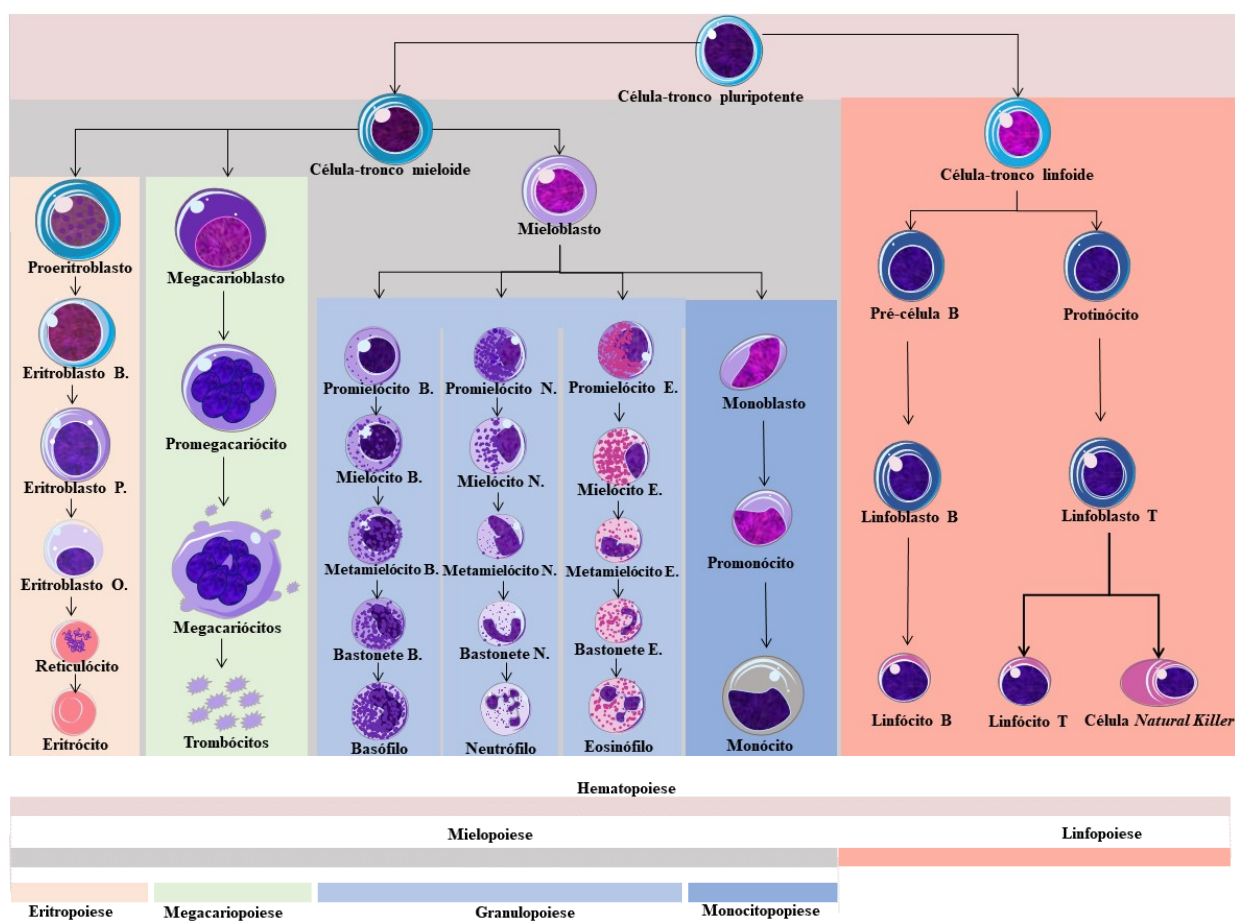 Célula-tronco pluripotente
Célula-tronco mieloide
Célula-tronco linfoide
Mieloblasto
Proeritroblasto
Megacarioblasto
Pré-célula B
Protinócito
Eritroblasto B.
Promielócito B.
Promielócito N.
Promielócito E.
Monoblasto
Promegacariócito
Eritroblasto P.
Mielócito B.
Mielócito N.
Mielócito E.
Linfoblasto B
Linfoblasto T
Eritroblasto O.
Metamielócito B.
Metamielócito N.
Metamielócito E.
Promonócito
Megacariócitos
Reticulócito
Bastonete B.
Bastonete N.
Bastonete E.
Eritrócito
Trombócitos
Basófilo
Neutrófilo
Eosinófilo
Monócito
Linfócito B
Linfócito T
Célula Natural Killer
Hematopoiese
Mielopoiese
Linfopoiese
Eritropoiese
Megacariopoiese
Granulopoiese
Monocitopopiese